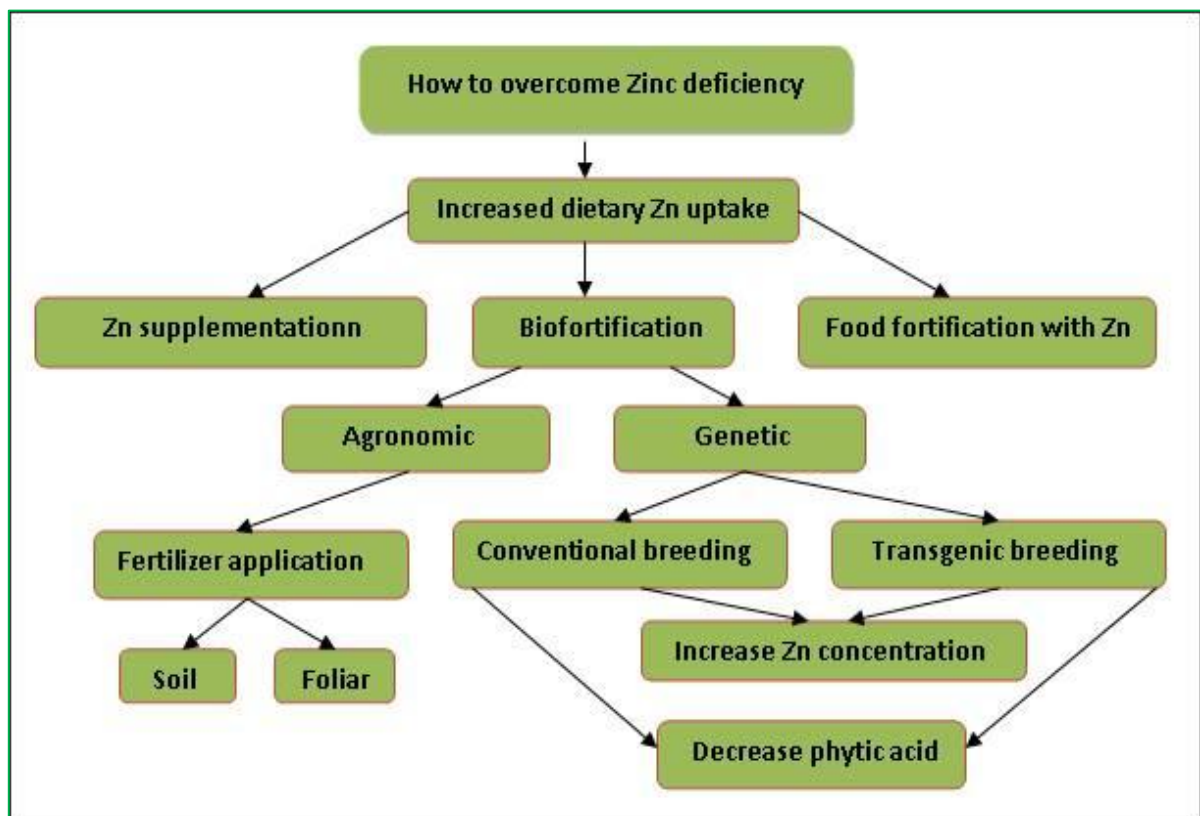 How to overcome Zinc deficiency
Increased dietary Zn uptake
Zn supplementationn
Biofortification
Food fortification with Zn
Agronomic
Genetic
Fertilizer application
Conventional breeding
Transgenic breeding
Soil
Foliar
Increase Zn concentration
Decrease phytic acid